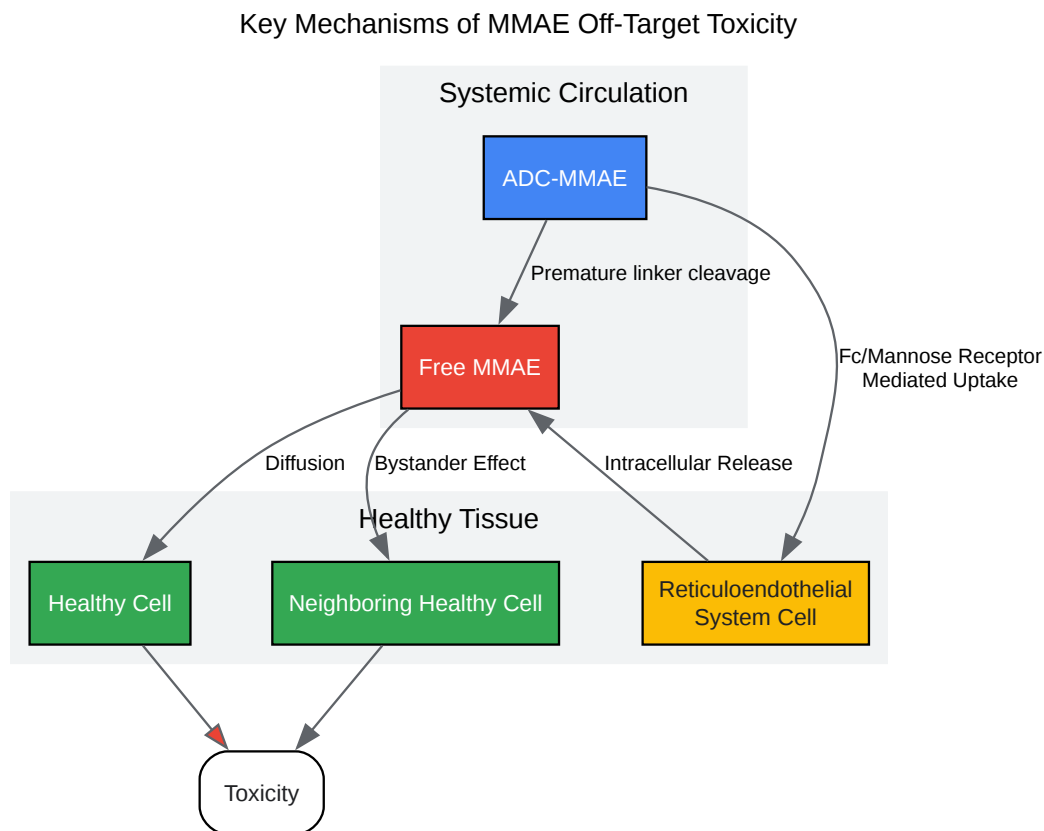 Key Mechanisms of MMAE Off-Target Toxicity
Systemic Circulation
ADC-MMAE
Premature linker cleavage
Free MMAE
Fc/Mannose Receptor
Mediated Uptake
Diffusion
Bystander Effect
Intracellular Release
Healthy Tissue
Healthy Cell
Neighboring Healthy Cell
Reticuloendothelial
System Cell
Toxicity